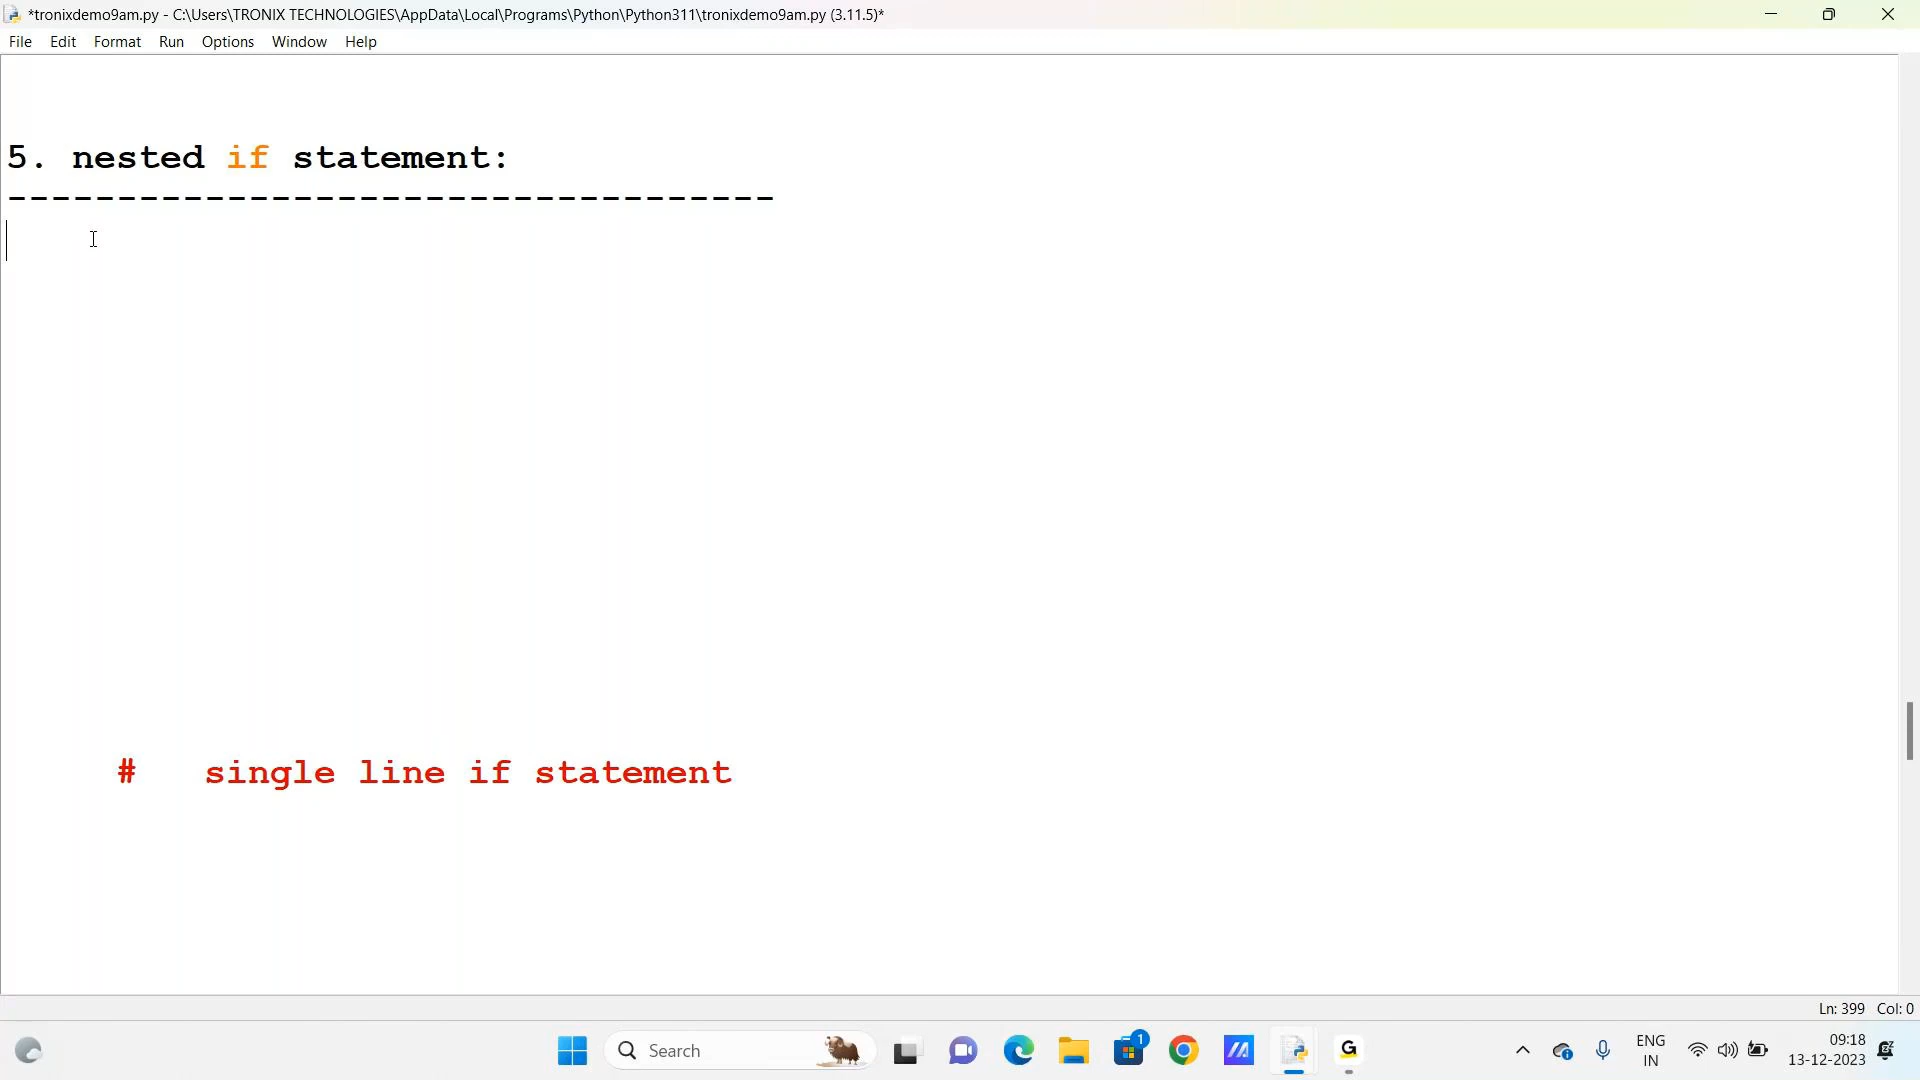 *tronixdemo9am.py - C:\Users\TRONIX TECHNOLOGIES\AppData\Local\Programs\Python\Python311\tronixdemo9am.py (3.11.5)*
File Edit Format Run Options Window Help
5. nested if statement:
-----------------------------------
# single line if statement
Ln: 399 Col: 0
Search
1
ENG
IN
09:18
13-12-2023